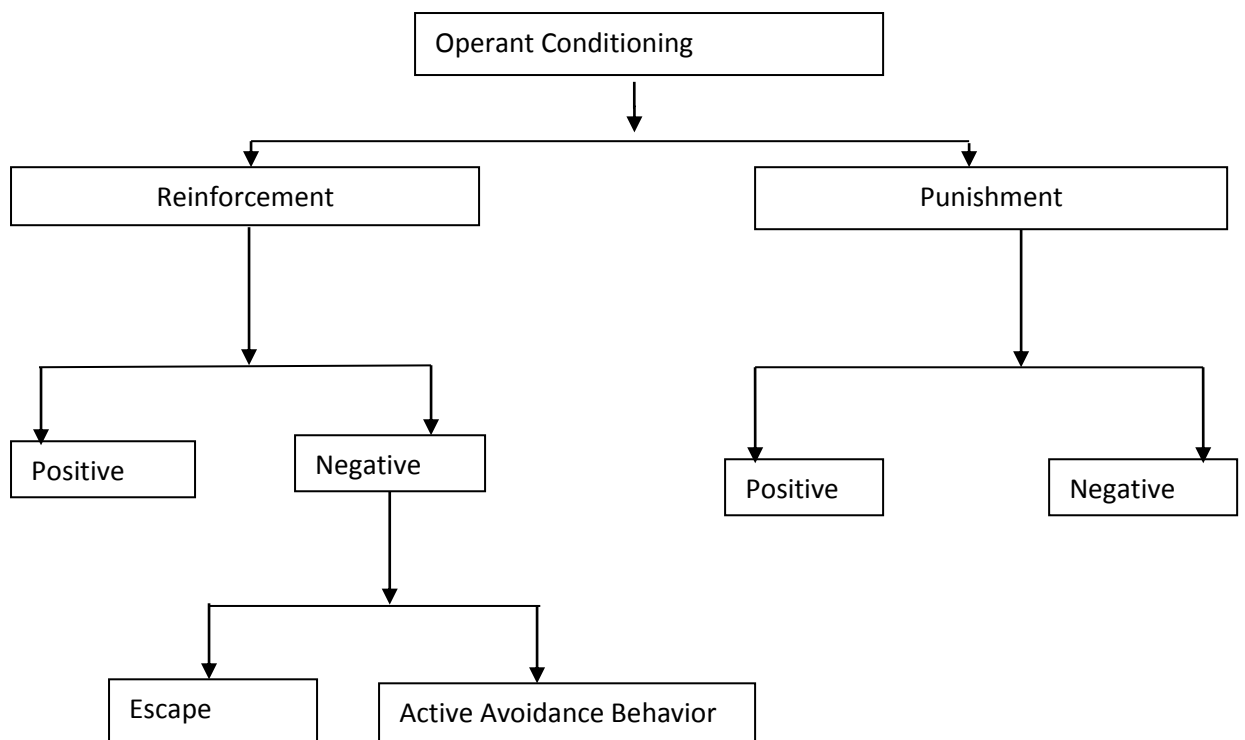 Operant Conditioning
Reinforcement
Punishment
Positive
Negative
Positive
Negative
Escape
Active Avoidance Behavior